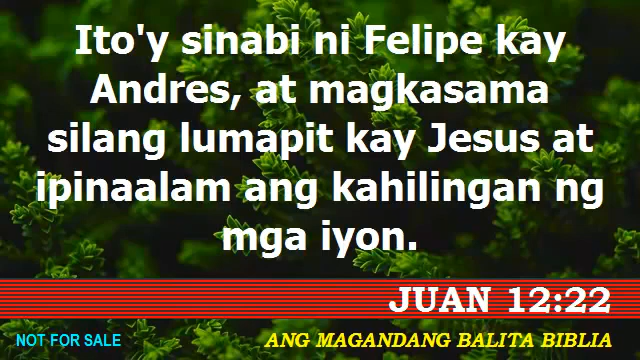 Ito'y sinabi ni Felipe kay
Andres, at magkasama
silang lumapit kay Jesus at
ipinaalam ang kahilingan ng
mga iyon.
JUAN 12:22
NOT FOR SALE
ANG MAGANDANG BALITA BIBLIA